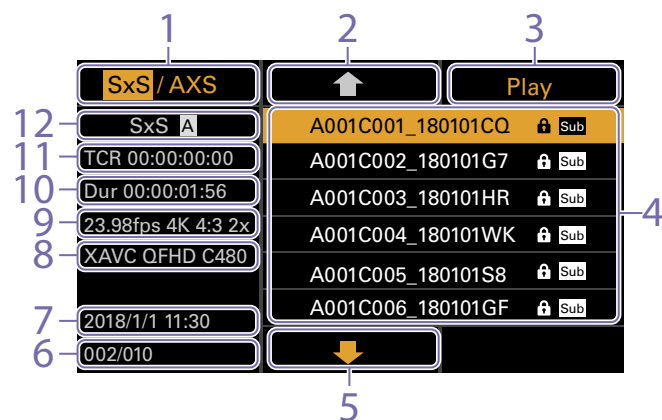 1 2 3
SxS / AXS
Play
12 SxS A
11 TCR 00:00:00:00
10 Dur 00:00:01:56
9 23.98fps 4K 4:3 2x
8 XAVC QFHD C480
7 2018/1/1 11:30
6 002/010
A001C001_180101CQ Sub
A001C002_180101G7 Sub
A001C003_180101HR Sub
A001C004_180101WK Sub
A001C005_180101S8 Sub
A001C006_180101GF Sub
4
5